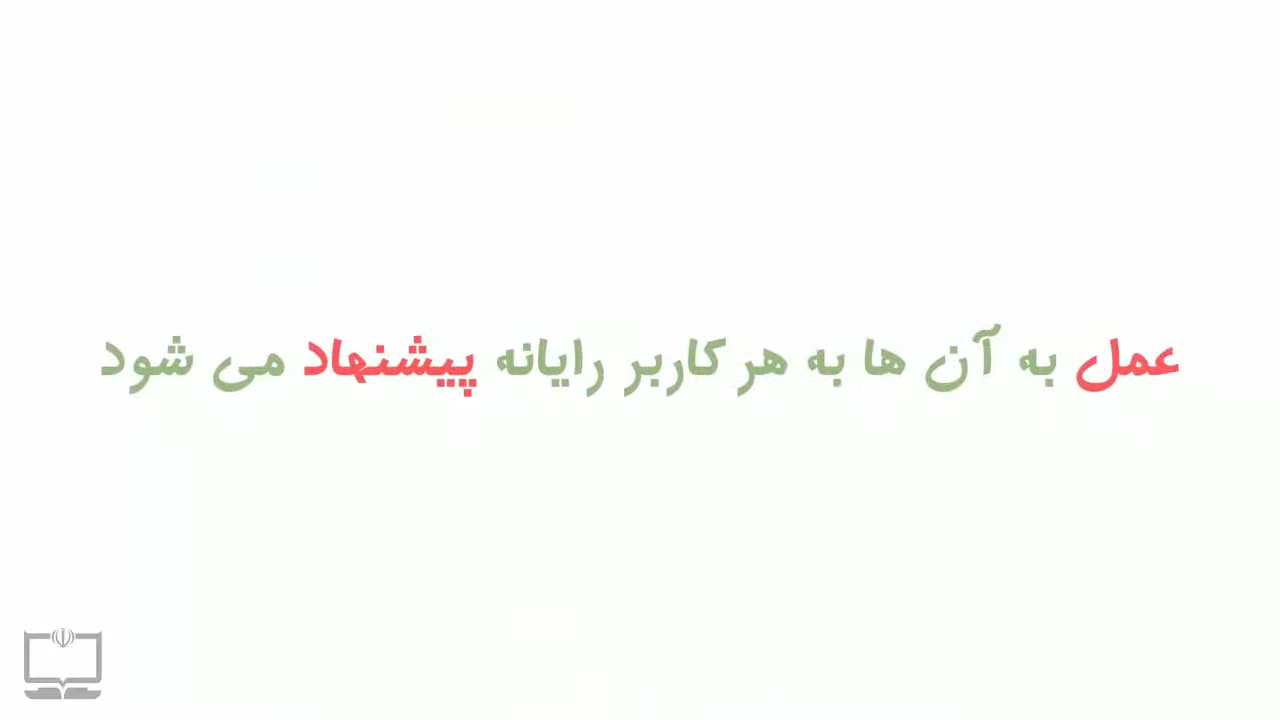 عمل به آن ها به هر کاربر رایانه پیشنهاد می شود